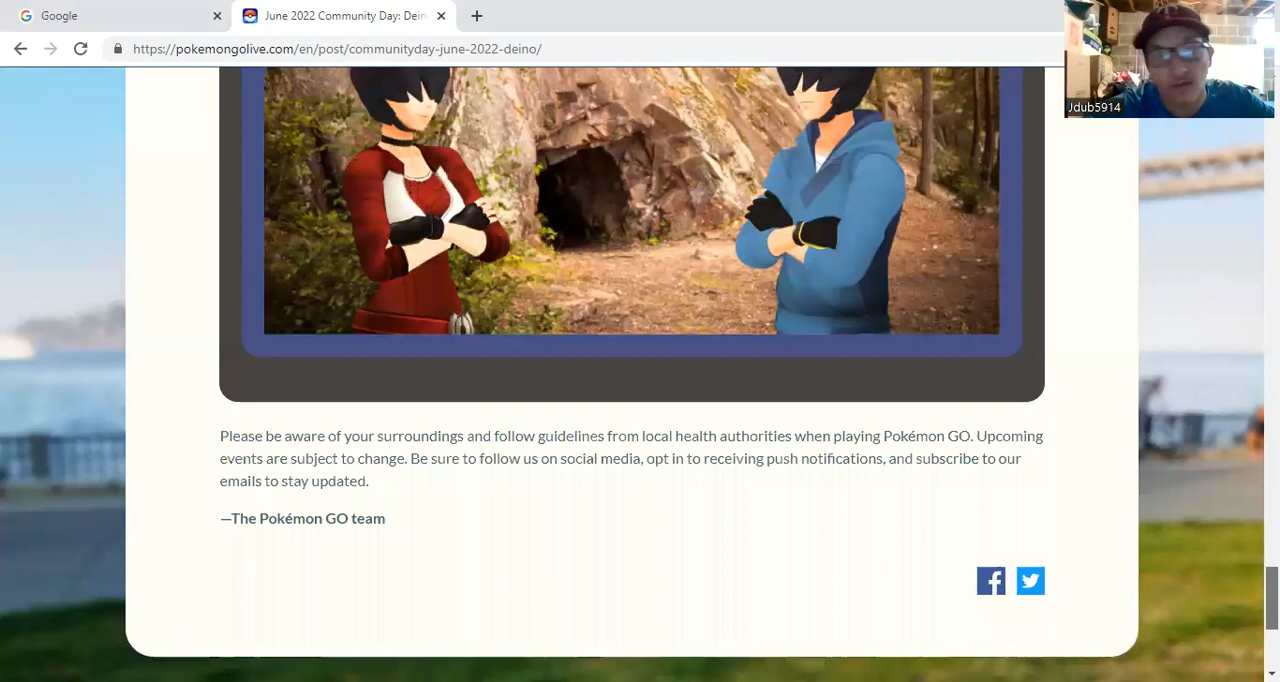 Google
June 2022 Community Day: Dein
https://pokemongolive.com/en/post/communityday-june-2022-deino/
Jdub5914
Please be aware of your surroundings and follow guidelines from local health authorities when playing Pokémon GO. Upcoming
events are subject to change. Be sure to follow us on social media, opt in to receiving push notifications, and subscribe to our
emails to stay updated.
—The Pokémon GO team